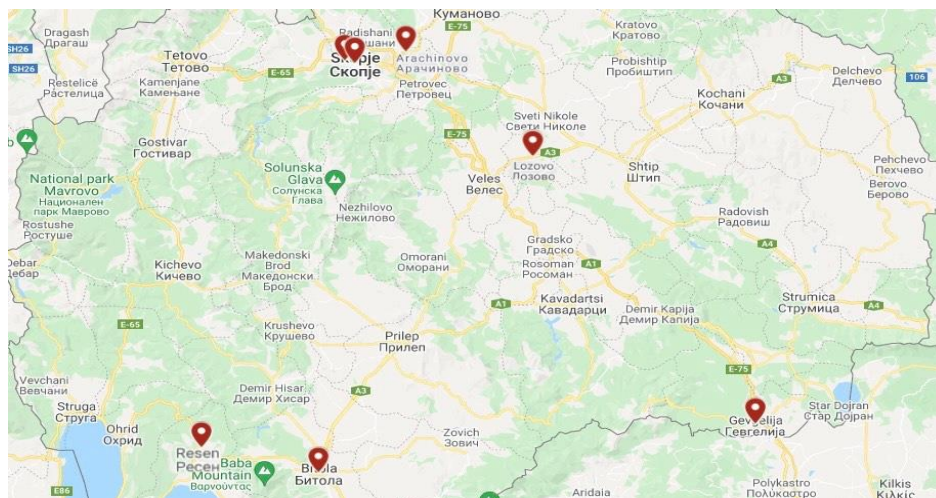 Dragash
Драгаш
SH26
SH26
Restelicë
Рестелица
Tetovo
Тетово
Kamenjane
Камењане
E-65
Radishani
Skopje
Скопје
Куманово
E-75
Arachinovo
Арачиново
Petrovec
Петровец
Kratovo
Кратово
Probishtip
Пробиштип
A3
Delchevo
Делчево
106
Kochani
Кочани
Gostivar
Гостивар
Solunska
Glava
Солунска
Глава
E-75
Sveti Nikole
Свети Николе
A3
Lozovo
Лозово
Veles
Велес
Shtip
Штип
Pehchevo
Пехчево
Berovo
Берово
National park
Mavrovo
Национален
парк Маврово
Rostushe
Ростуше
Nezhilovo
Нежилово
Radovish
Радовиш
A4
Debar
Дебар
Kichevo
Кичево
Makedonski
Brod
Македонски
Брод
Omorani
Оморани
Gradsko
Градско
Rosoman
Росоман
A1
A1
Kavadartsi
Кавадарци
Demir Kapija
Демир Капија
Strumica
Струмица
A4
E-65
Krushevo
Крушево
Prilep
Прилеп
E-75
Vevchani
Вевчани
Struga
Струга
Demir Hisar
Демир Хисар
A3
Ohrid
Охрид
Resen
Ресен
Baba
Mountain
Bitola
Битола
Zovich
Зович
Gevgelija
Гевгелија
Star Dojran
Стар Дојран
E86
Aridaia
Polykastro
Πολύκαστρο
Kilkis
Κιλκίς